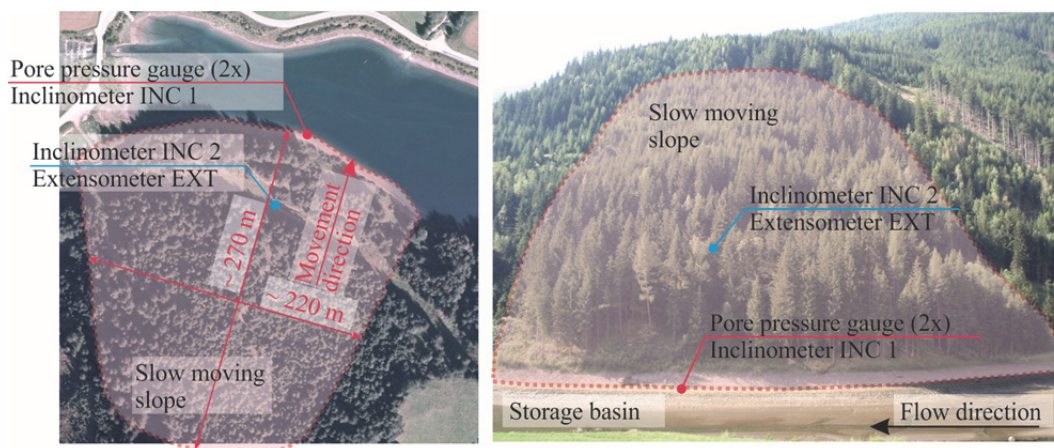 Pore pressure gauge (2x)
Inclinometer INC 1
Inclinometer INC 2
Extensometer EXT
~270 m
Movement
direction
~ 220 m
Slow moving
slope
Slow moving
slope
Inclinometer INC 2
Extensometer EXT
Pore pressure gauge (2x)
Inclinometer INC 1
Storage basin
Flow direction